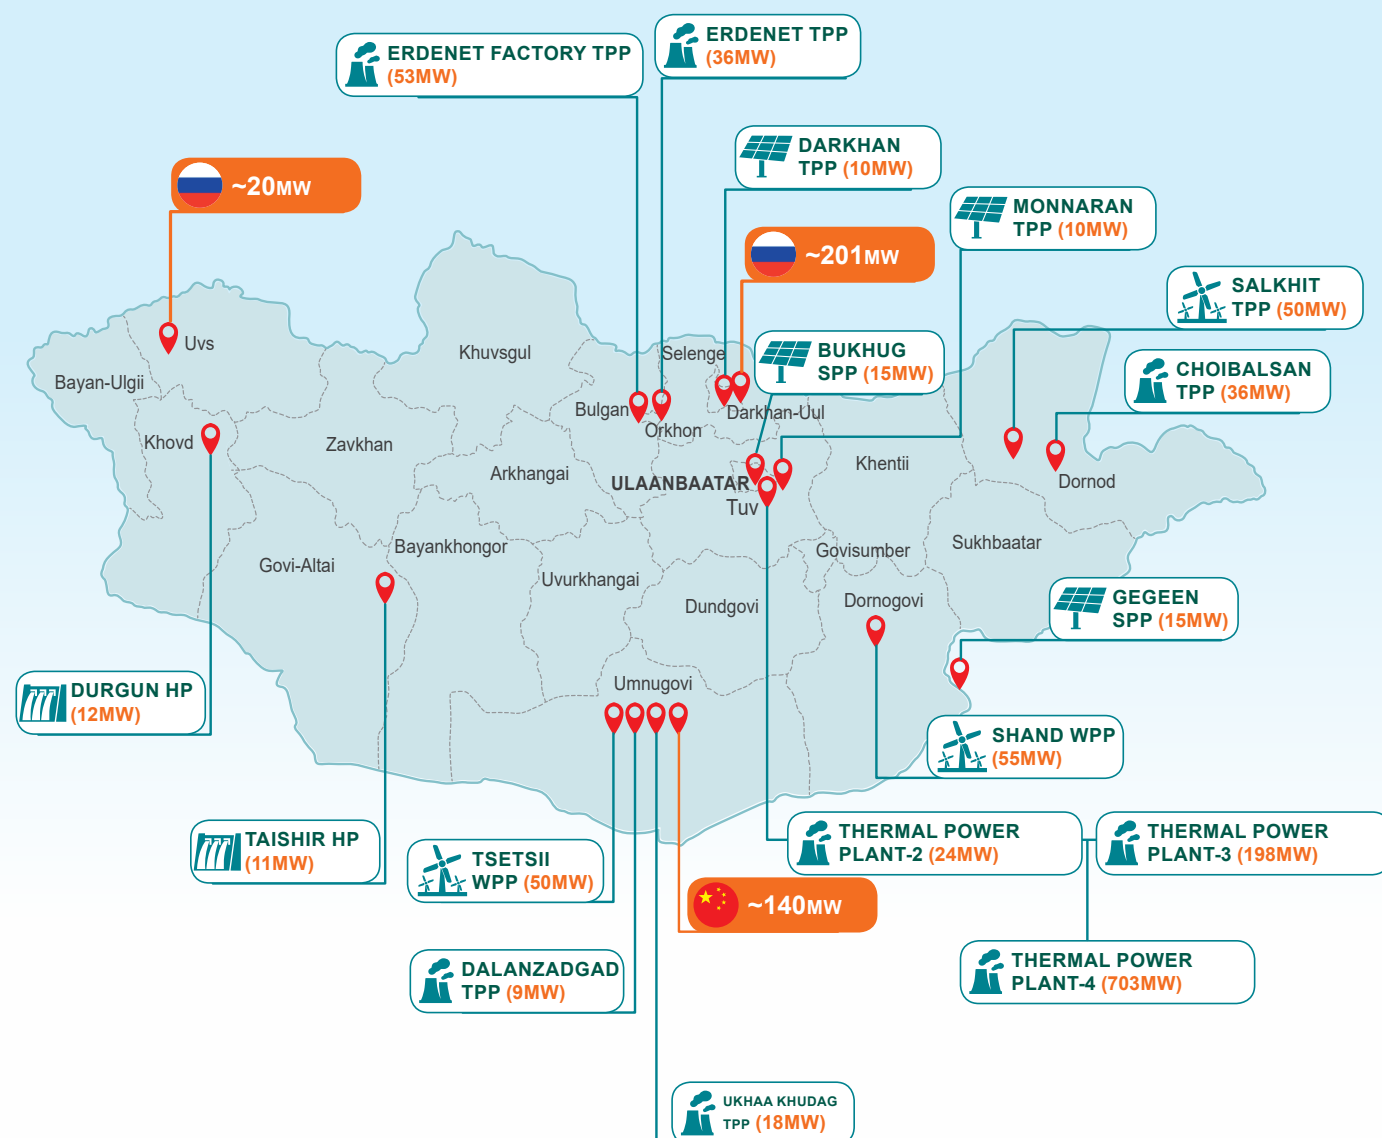 ERDENET FACTORY TPP
(53MW)
ERDENET TPP
(36MW)
DARKHAN
TPP (10MW)
~20MW
MONNARAN
TPP (10MW)
~201MW
SALKHIT
TPP (50MW)
BUKHUG
SPP (15MW)
CHOIBALSAN
TPP (36MW)
Uvs
Khuvsgul
Selenge
Bayan-Ulgii
Bulgan
Darkhan-Uul
Orkhon
Khovd
Zavkhan
Arkhangai
Khentii
ULAANBAATAR
Dornod
Tuv
Bayankhongor
Govisumber
Sukhbaatar
Govi-Altai
Uvurkhangai
Dundgovi
Dornogovi
GEGEEN
SPP (15MW)
Umnugovi
DURGUN HP
(12MW)
SHAND WPP
(55MW)
TAISHIR HP
(11MW)
TSETSII
WPP (50MW)
THERMAL POWER
PLANT-2 (24MW)
THERMAL POWER
PLANT-3 (198MW)
~140MW
DALANZADGAD
TPP (9MW)
THERMAL POWER
PLANT-4 (703MW)
UKHAA KHUDAG
TPP (18MW)